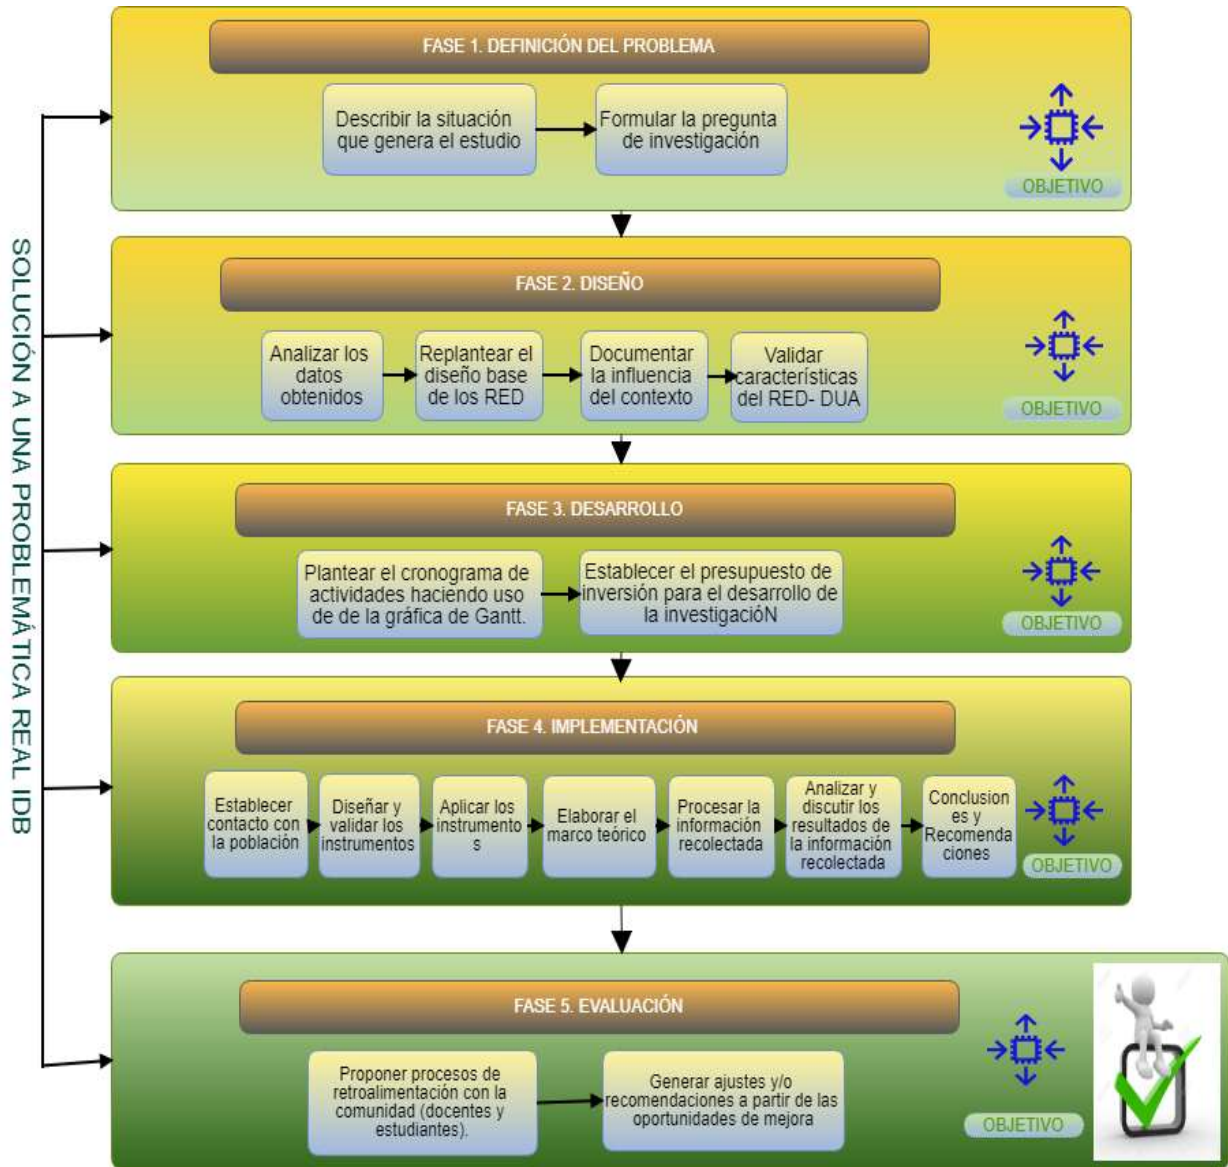 SOLUCIÓN A UNA PROBLEMÁTICA REAL IDB
FASE 1. DEFINICIÓN DEL PROBLEMA
Describir la situación
que genera el estudio
Formular la pregunta
de investigación
OBJETIVO
FASE 2. DISEÑO
Analizar los
datos
obtenidos
Replantear el
diseño base
de los RED
Documentar
la influencia
del contexto
Validar
características
del RED- DUA
OBJETIVO
FASE 3. DESARROLLO
Plantear el cronograma de
actividades haciendo uso
de de la gráfica de Gantt.
Establecer el presupuesto de
inversión para el desarrollo de
la investigacióN
OBJETIVO
FASE 4. IMPLEMENTACIÓN
Establecer
contacto con
la población
Diseñar y
validar los
instrumentos
Aplicar los
instrumento
s
Elaborar el
marco teórico
Procesar la
información
recolectada
Analizar y
discutir los
resultados de
la información
recolectada
Conclusion
es y
Recomenda
ciones
OBJETIVO
FASE 5. EVALUACIÓN
Proponer procesos de
retroalimentación con la
comunidad (docentes y
estudiantes).
Generar ajustes y/o
recomendaciones a partir de las
oportunidades de mejora
OBJETIVO